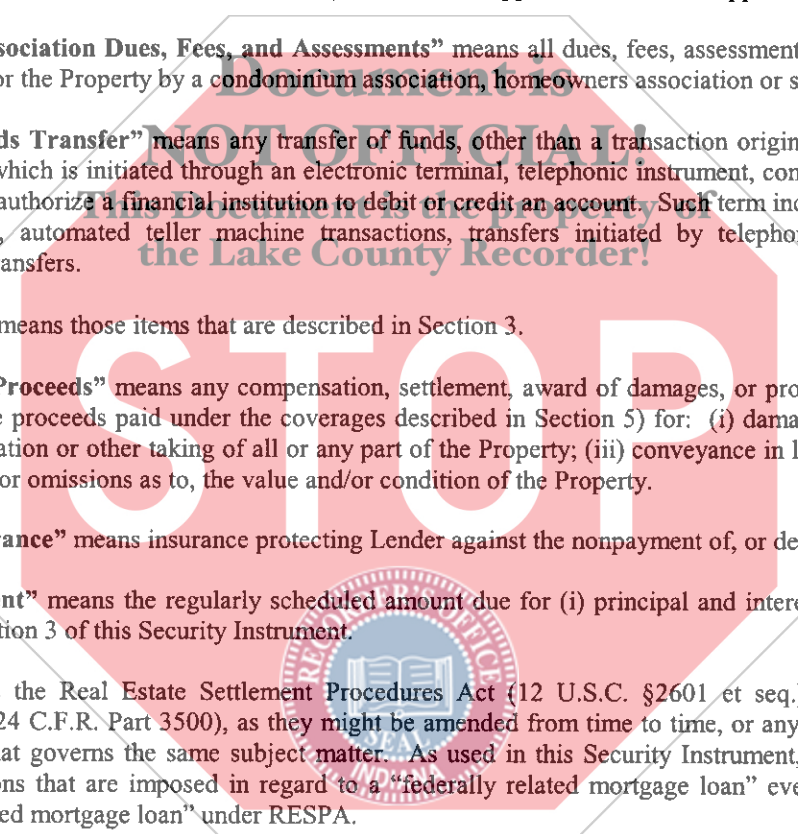 sociation Dues, Fees, and Assessments” means all dues, fees, assessment
or the Property by a condominium association, homeowners association or s
Document is
ds Transfer” means any transfer of funds, other than a transaction origin
NOT OFFICIAL!
which is initiated through an electronic terminal, telephonic instrument, con
authorize a financial institution to debit or credit an account. Such term inc
This Document is the property of
, automated teller machine transactions, transfers initiated by telepho
ansfers.
the Lake County Recorder!
means those items that are described in Section 3.
STOP
Proceeds” means any compensation, settlement, award of damages, or pro
e proceeds paid under the coverages described in Section 5) for: (i) dama
ation or other taking of all or any part of the Property; (iii) conveyance in l
or omissions as to, the value and/or condition of the Property.
ance” means insurance protecting Lender against the nonpayment of, or de
nt” means the regularly scheduled amount due for (i) principal and intere
tion 3 of this Security Instrument.
RECORDER'S OFFICE
SEAL
INDIANA
the Real Estate Settlement Procedures Act (12 U.S.C. §2601 et seq.)
24 C.F.R. Part 3500), as they might be amended from time to time, or any
at governs the same subject matter. As used in this Security Instrument,
ons that are imposed in regard to a “federally related mortgage loan” eve
ed mortgage loan” under RESPA.